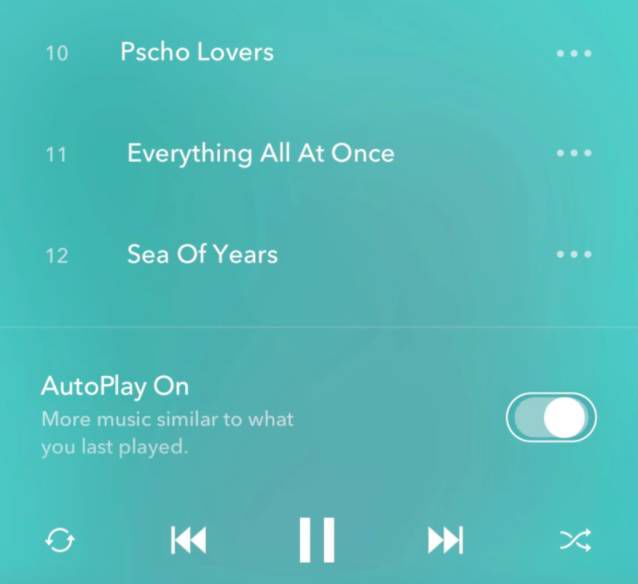 10 Pscho Lovers
11 Everything All At Once
12 Sea Of Years
AutoPlay On
More music similar to what
you last played.